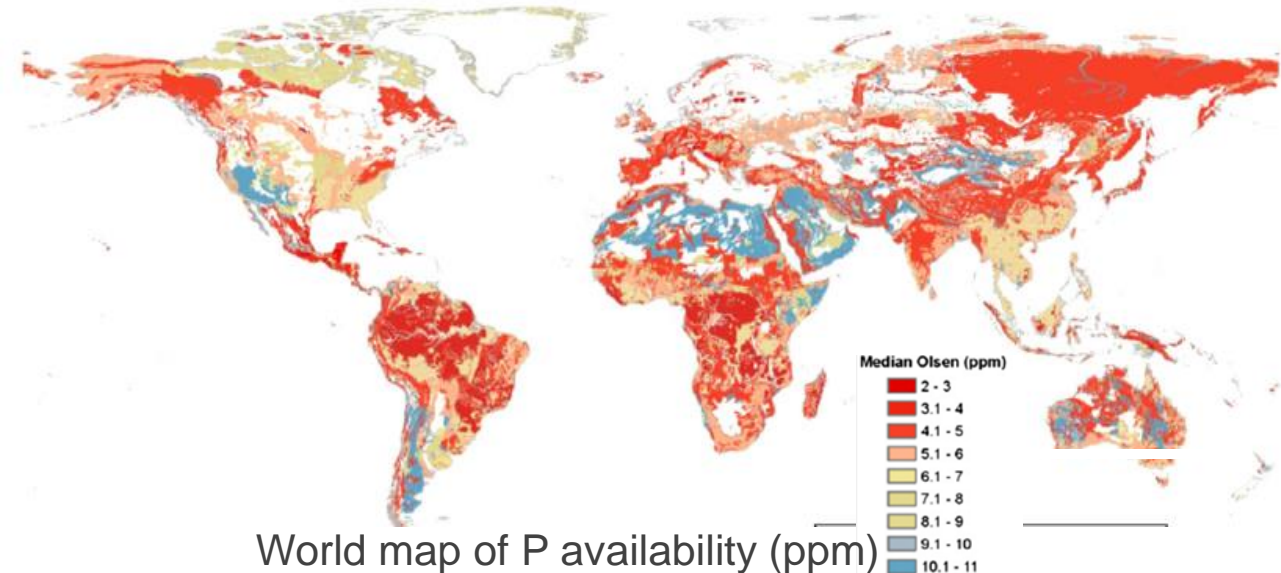 Median Olsen (ppm)
2 - 3
3.1 - 4
4.1 - 5
5.1 - 6
6.1 - 7
7.1 - 8
8.1 - 9
9.1 - 10
10.1 - 11
World map of P availability (ppm)